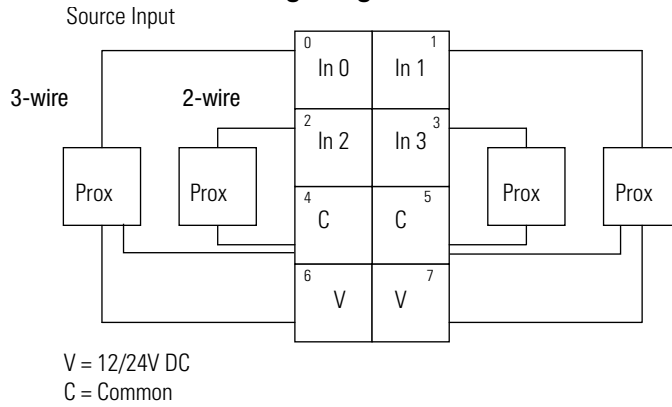 Source Input
0 1
In 0 In 1
3-wire 2-wire
2 3
In 2 In 3
Prox Prox Prox Prox
4 5
C C
6 7
V V
V = 12/24V DC
C = Common